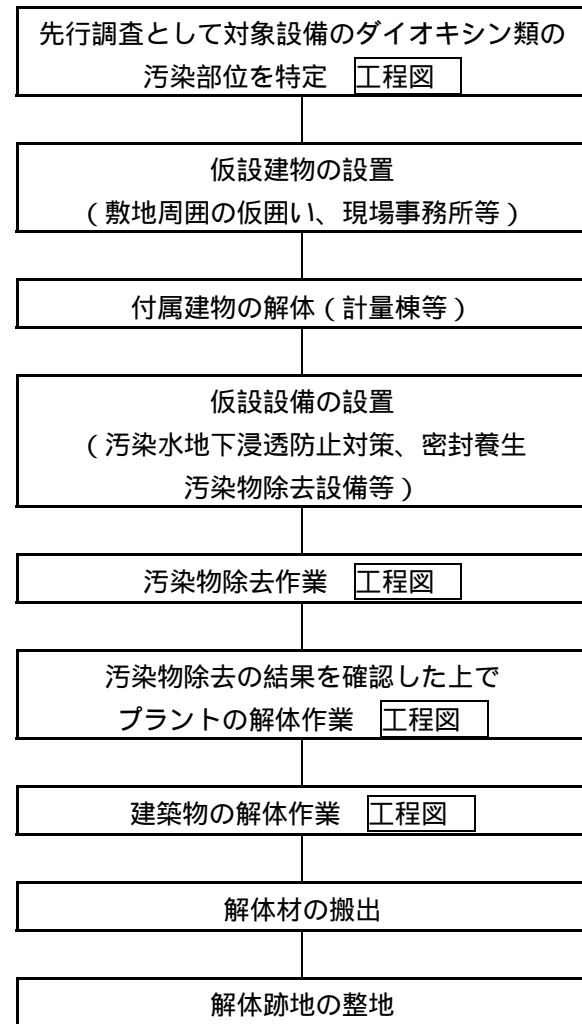 先行調査として対象設備のダイオキシン類の
汚染部位を特定　工程図
仮設建物の設置
（敷地周囲の仮囲い、現場事務所等）
付属建物の解体（計量棟等）
仮設設備の設置
（汚染水地下浸透防止対策、密封養生
汚染物除去設備等）
汚染物除去作業　工程図
汚染物除去の結果を確認した上で
プラントの解体作業　工程図
建築物の解体作業　工程図
解体材の搬出
解体跡地の整地